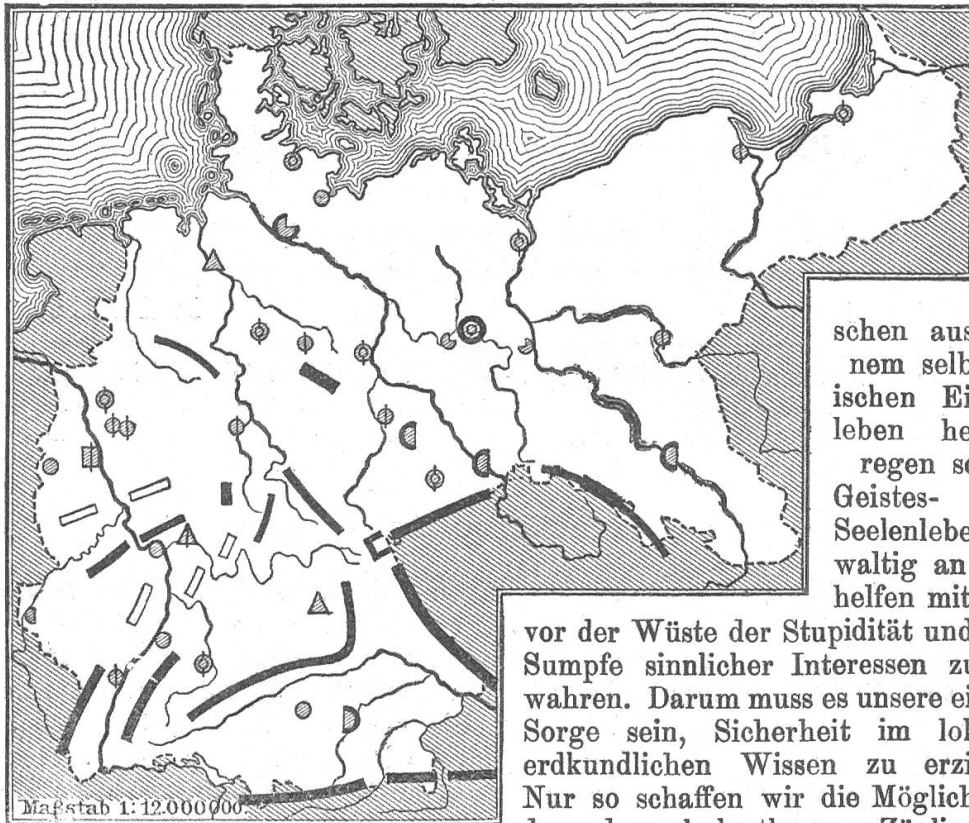 schen aus
nem selb
ischen Ei
leben he
regen se
Geistes-
Seelenlebe
waltig an
helfen mit
vor der Wüste der Stupidität und
Sumpfe sinnlicher Interessen zu
wahren. Darum muss es unsere e
Sorge sein, Sicherheit im lok
erdkundlichen Wissen zu erzi
Nur so schaffen wir die Möglich
Maßstab 1:12.000000.